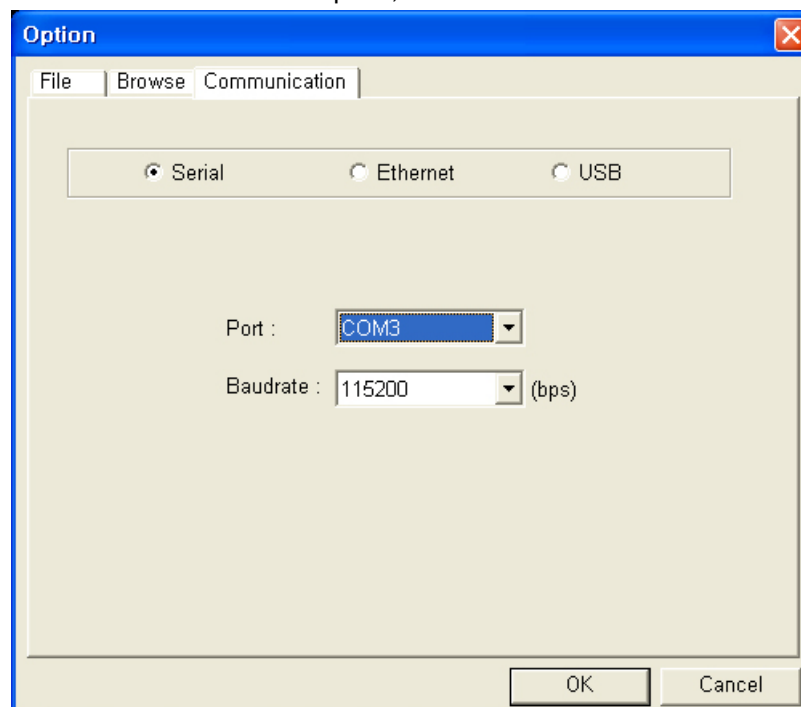 Option
File Browse Communication
Serial Ethernet USB
Port : COM3
Baudrate : 115200 (bps)
OK Cancel